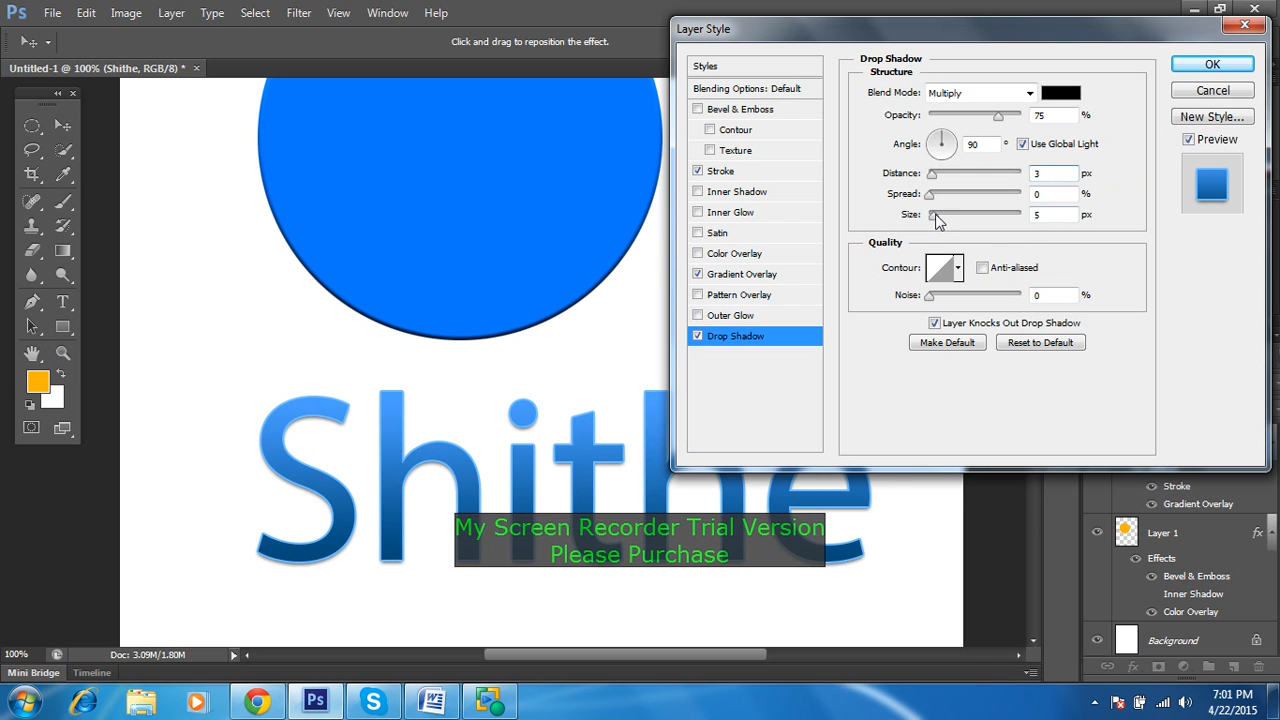 Ps File Edit Image Layer Type Select Filter View Window Help
Click and drag to reposition the effect.
Untitled-1 @ 100% (Shithe, RGB/8) * ×
Layer Style
Styles
Blending Options: Default
Bevel & Emboss
Contour
Texture
Stroke
Inner Shadow
Inner Glow
Satin
Color Overlay
Gradient Overlay
Pattern Overlay
Outer Glow
Drop Shadow
Drop Shadow
Structure
Blend Mode: Multiply
Opacity: 75 %
Angle: 90 ° Use Global Light
Distance: 3 px
Spread: 0 %
Size: 5 px
Quality
Contour: Anti-aliased
Noise: 0 %
Layer Knocks Out Drop Shadow
Make Default Reset to Default
OK
Cancel
New Style...
Preview
Shithe
My Screen Recorder Trial Version
Please Purchase
Stroke
Gradient Overlay
Layer 1 fx
Effects
Bevel & Emboss
Inner Shadow
Color Overlay
Background
100% Doc: 3.09M/1.80M
Mini Bridge Timeline
7:01 PM
4/22/2015